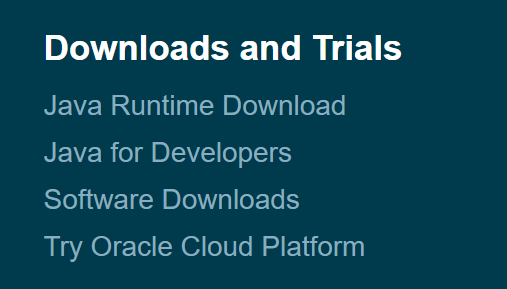 Downloads and Trials
Java Runtime Download
Java for Developers
Software Downloads
Try Oracle Cloud Platform